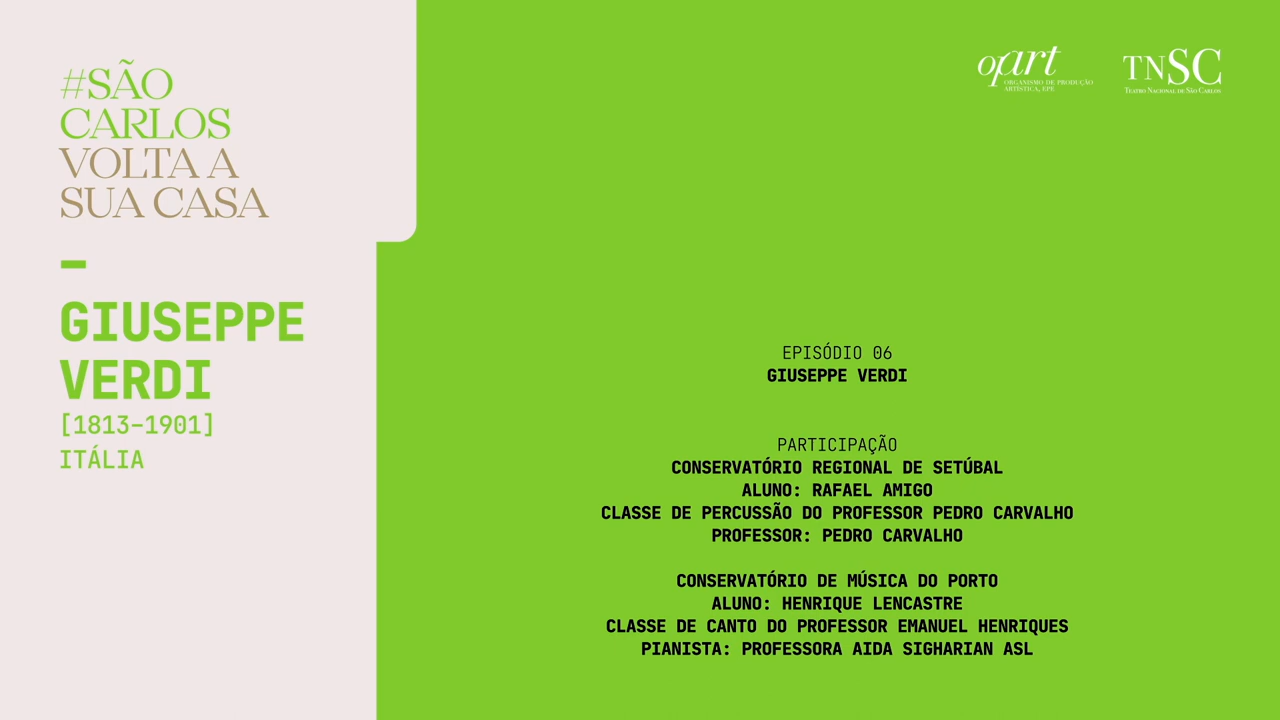 #SÃO
CARLOS
VOLTA A
SUA CASA
–
GIUSEPPE
VERDI
[1813–1901]
ITÁLIA
opart
ORGANISMO DE PRODUÇÃO
ARTÍSTICA, EPE
TNSC
TEATRO NACIONAL DE SÃO CARLOS
EPISÓDIO 06
GIUSEPPE VERDI
PARTICIPAÇÃO
CONSERVATÓRIO REGIONAL DE SETÚBAL
ALUNO: RAFAEL AMIGO
CLASSE DE PERCUSSÃO DO PROFESSOR PEDRO CARVALHO
PROFESSOR: PEDRO CARVALHO
CONSERVATÓRIO DE MÚSICA DO PORTO
ALUNO: HENRIQUE LENCASTRE
CLASSE DE CANTO DO PROFESSOR EMANUEL HENRIQUES
PIANISTA: PROFESSORA AIDA SIGHARIAN ASL